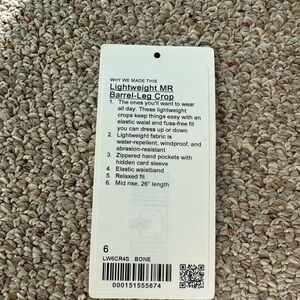 WHY WE MADE THIS
Lightweight MR
Barrel-Leg Crop
1. The ones you'll want to wear
all day. These lightweight
crops keep things easy with an
elastic waist and fuss-free fit
you can dress up or down
2. Lightweight fabric is
water-repellent, windproof, and
abrasion-resistant
3. Zippered hand pockets with
hidden card sleeve
4. Elastic waistband
5. Relaxed fit
6. Mid rise, 26" length
6
LW6CR4S BONE
000151555874